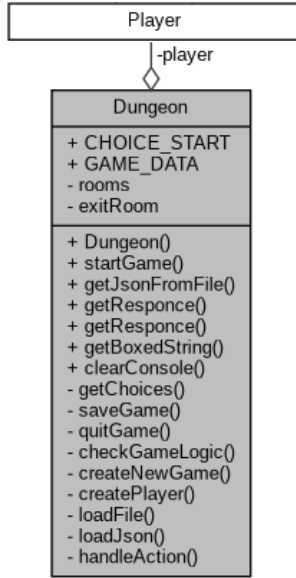 Player
-player
Dungeon
+ CHOICE_START
+ GAME_DATA
- rooms
- exitRoom
+ Dungeon()
+ startGame()
+ getJsonFromFile()
+ getResponce()
+ getResponce()
+ getBoxedString()
+ clearConsole()
- getChoices()
- saveGame()
- quitGame()
- checkGameLogic()
- createNewGame()
- createPlayer()
- loadFile()
- loadJson()
- handleAction()